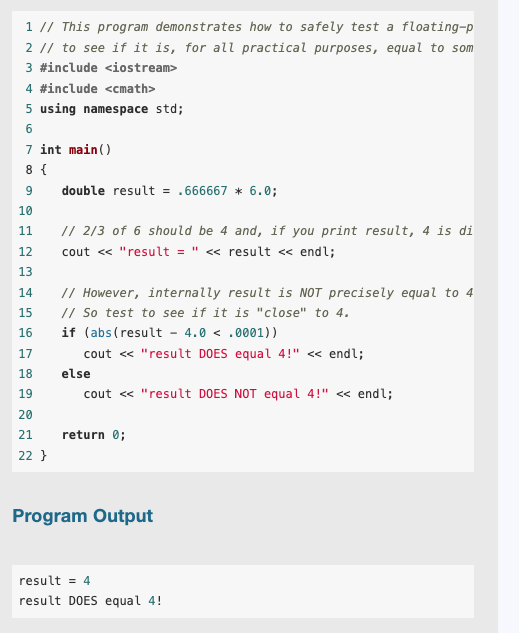 1 // This program demonstrates how to safely test a floating-p
2 // to see if it is, for all practical purposes, equal to som
3 #include <iostream>
4 #include <cmath>
5 using namespace std;
6
7 int main()
8 {
9 double result = .666667 * 6.0;
10
11 // 2/3 of 6 should be 4 and, if you print result, 4 is di
12 cout << "result = " << result << endl;
13
14 // However, internally result is NOT precisely equal to 4
15 // So test to see if it is "close" to 4.
16 if (abs(result - 4.0 < .0001))
17 cout << "result DOES equal 4!" << endl;
18 else
19 cout << "result DOES NOT equal 4!" << endl;
20
21 return 0;
22 }
Program Output
result = 4
result DOES equal 4!